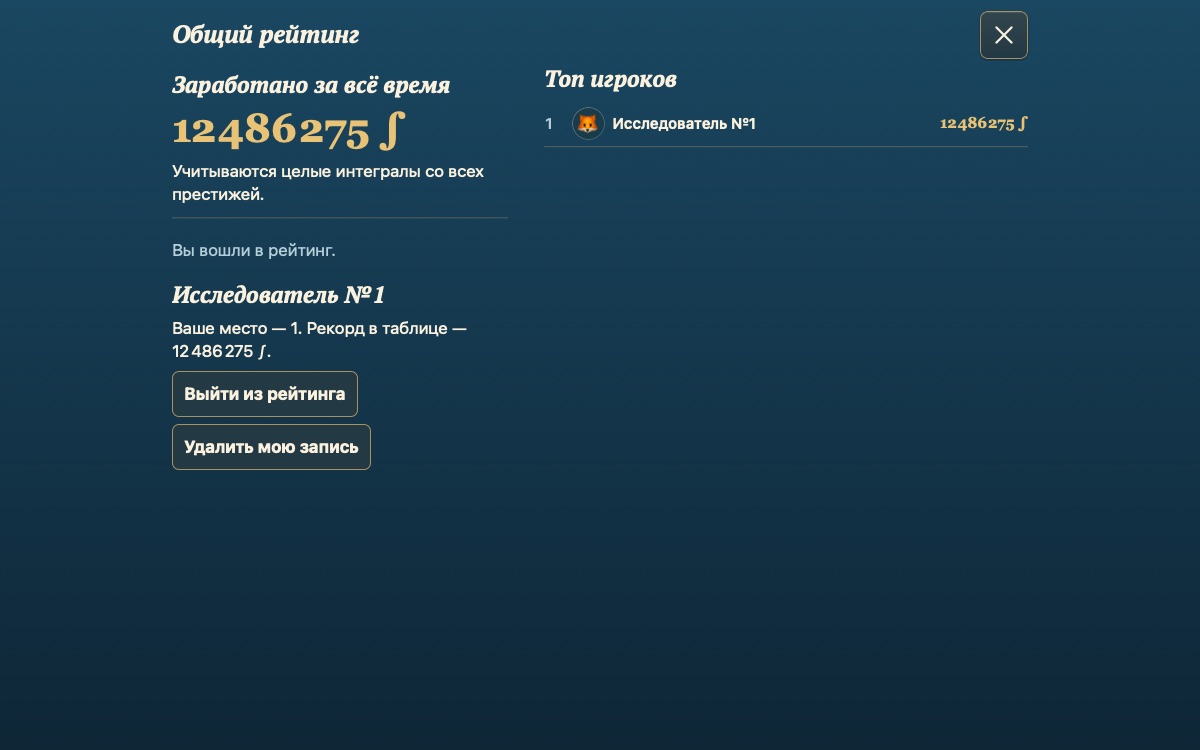 Общий рейтинг
Заработано за всё время
12486275 ∫
Учитываются целые интегралы со всех
престижей.
Вы вошли в рейтинг.
Исследователь №1
Ваше место — 1. Рекорд в таблице —
12 486 275 ∫.
Выйти из рейтинга
Удалить мою запись
Топ игроков
1 Исследователь №1 12486275 ∫